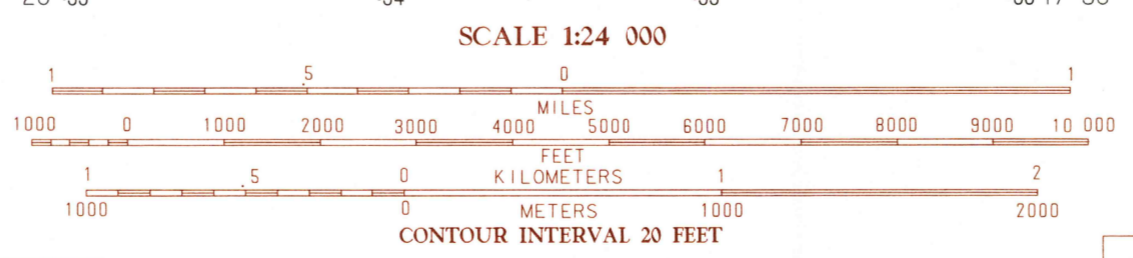 SCALE 1:24 000
1 .5 0 1
MILES
1000 0 1000 2000 3000 4000 5000 6000 7000 8000 9000 10 000
FEET
1 .5 0 KILOMETERS 1 2
1000 0 METERS 1000 2000
CONTOUR INTERVAL 20 FEET